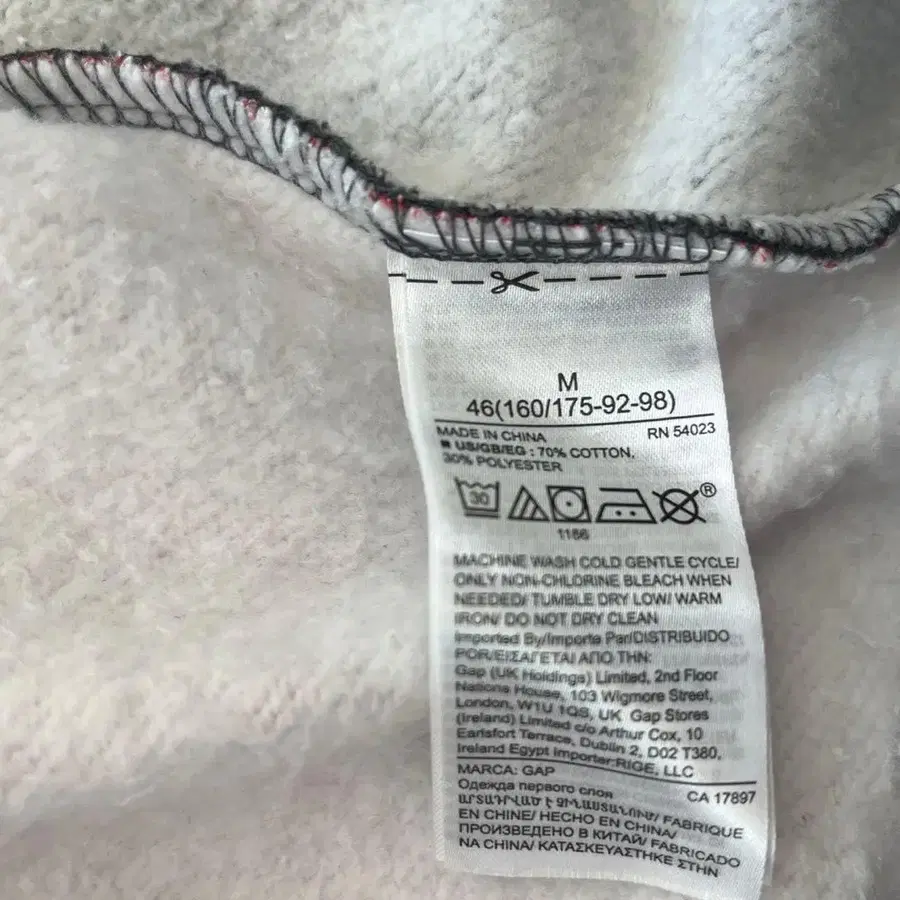 M
46(160/175-92-98)
MADE IN CHINA RN 54023
■ US/GB/EG : 70% COTTON,
30% POLYESTER
30
®
1166
MACHINE WASH COLD GENTLE CYCLE/
ONLY NON-CHLORINE BLEACH WHEN
NEEDED/ TUMBLE DRY LOW/ WARM
IRON/ DO NOT DRY CLEAN
Imported By/Importe Par/DISTRIBUIDO
POR/ΕΙΣΑΓΕΤΑΙ ΑΠΟ ΤΗΝ:
Gap (UK Holdings) Limited, 2nd Floor
Nations House, 103 Wigmore Street,
London, W1U 1QS, UK Gap Stores
(Ireland) Limited c/o Arthur Cox, 10
Earlsfort Terrace, Dublin 2, D02 T380,
Ireland Egypt Importer:RIGE, LLC
MARCA: GAP
Одежда первого слоя CA 17897
ԱՐՏԱԴՐՎԱԾ Է ՉԻՆԱՍՏԱՆՈՒՄ/ FABRIQUE
EN CHINE/ HECHO EN CHINA/
ПРОИЗВЕДЕНО В КИТАЙ/ FABRICADO
NA CHINA/ ΚΑΤΑΣΚΕΥΑΣΤΗΚΕ ΣΤΗΝ